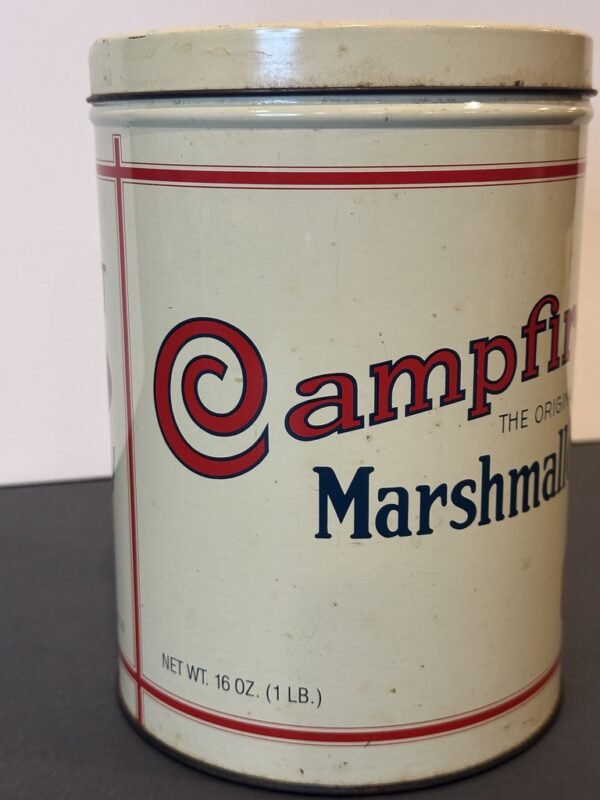 Campfir
THE ORIGIN
Marshmall
NET WT. 16 OZ. (1 LB.)